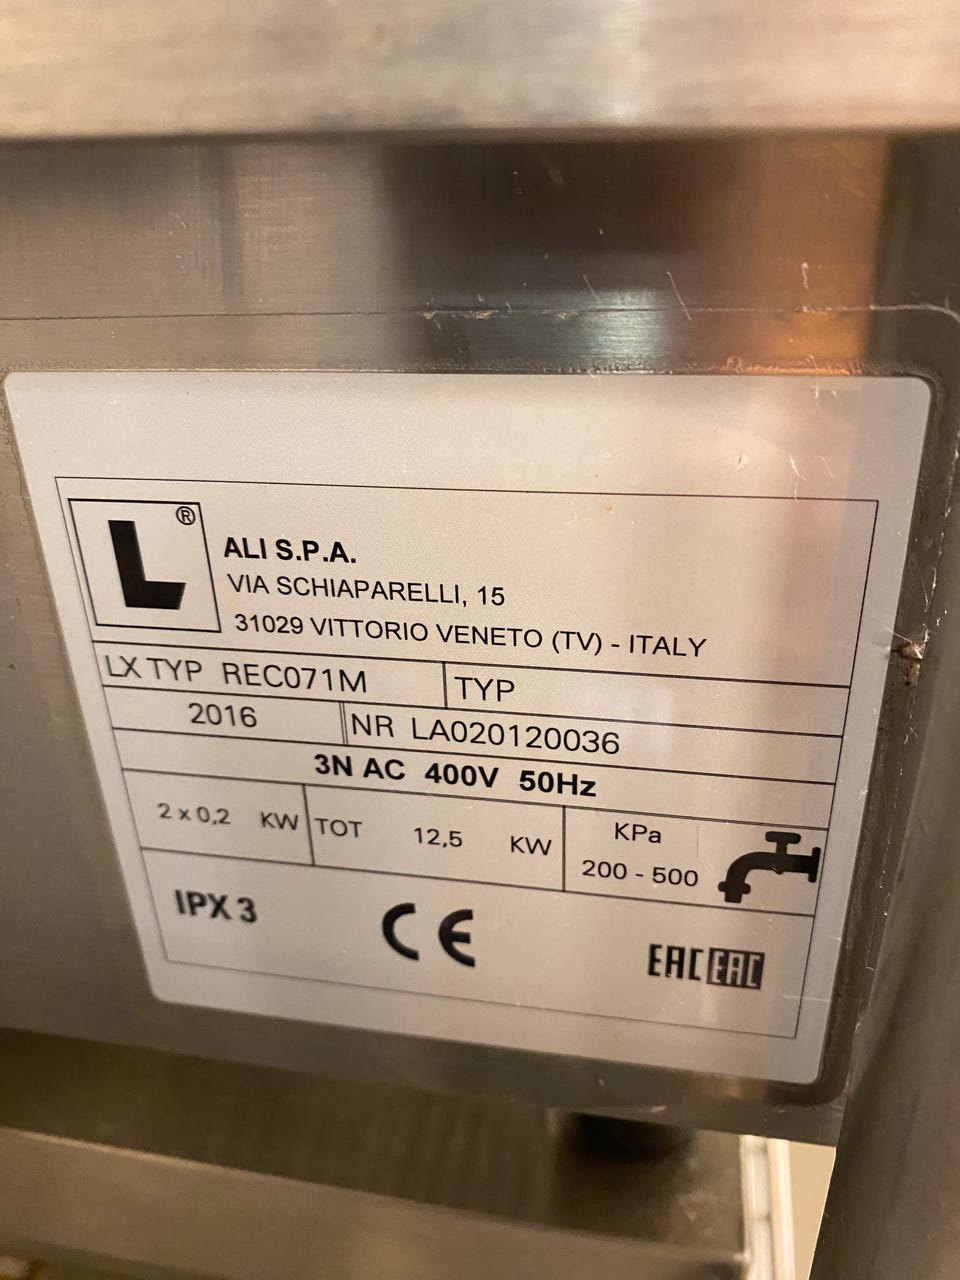 L®
ALI S.P.A.
VIA SCHIAPARELLI, 15
31029 VITTORIO VENETO (TV) - ITALY
LX TYP REC071M TYP
2016 NR LA020120036
3N AC 400V 50Hz
2 x 0,2 KW TOT 12,5 KW KPa
200 - 500
IPX 3 CE EAC EAC